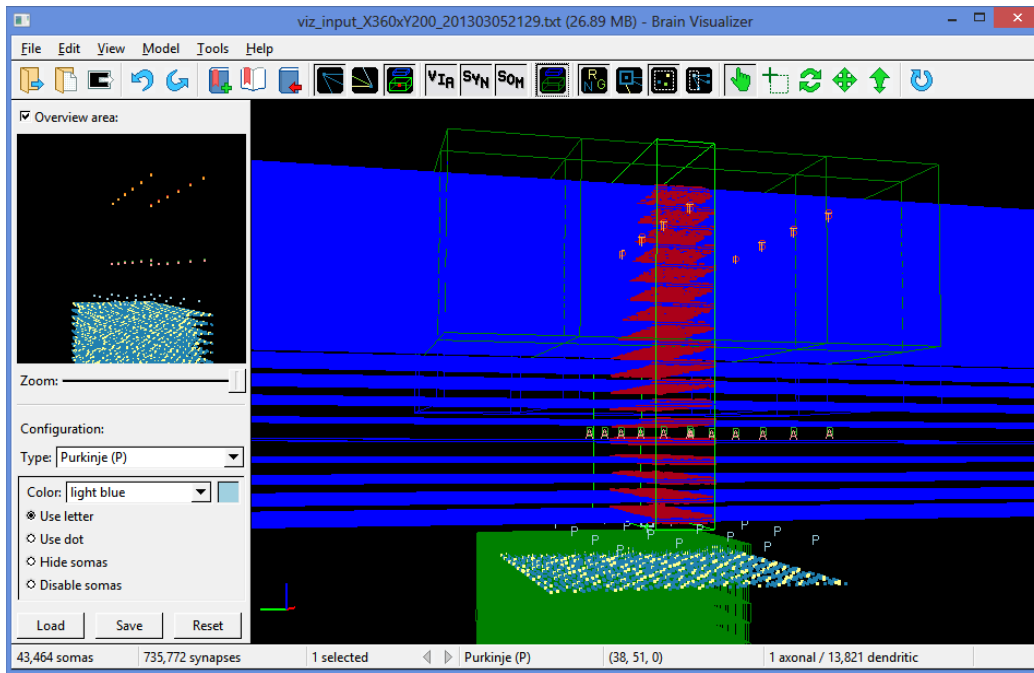 viz_input_X360xY200_201303052129.txt (26.89 MB) - Brain Visualizer
File Edit View Model Tools Help
VIA SYN SOM RNG
Overview area:
Zoom:
Configuration:
Type: Purkinje (P)
Color: light blue
Use letter
Use dot
Hide somas
Disable somas
Load Save Reset
P P P P P P P P
43,464 somas 735,772 synapses 1 selected Purkinje (P) (38, 51, 0) 1 axonal / 13,821 dendritic